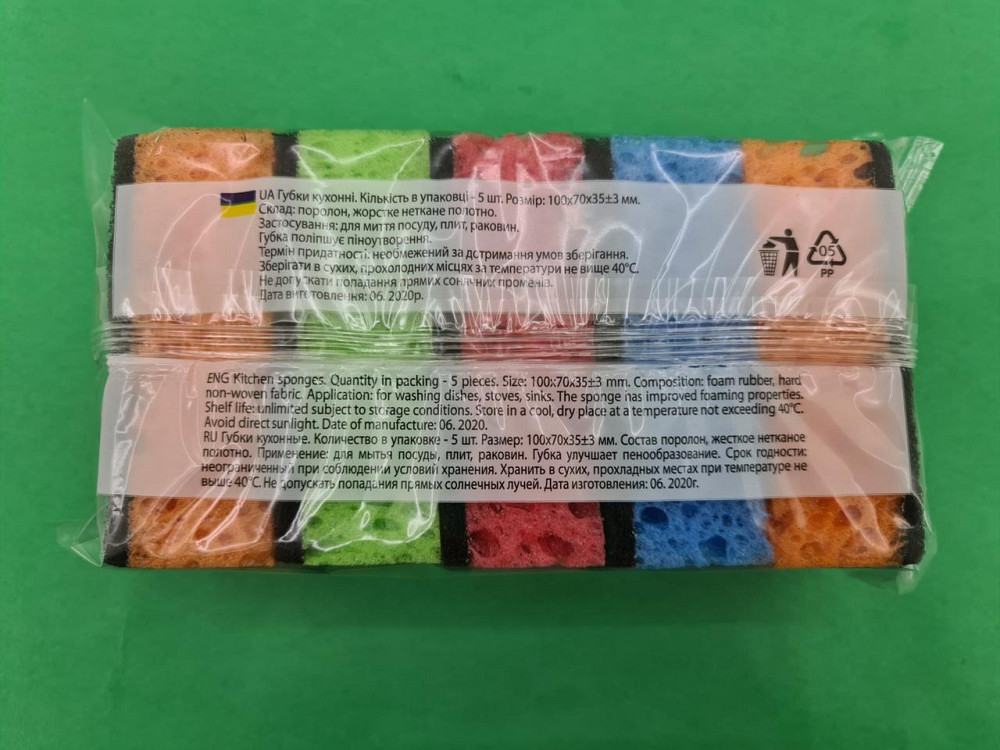 UA Губки кухонні. Кількість в упаковці - 5 шт. Розмір: 100x70x35±3 мм.
Склад: поролон, жорстке неткане полотно.
Застосування: для миття посуду, плит, раковин.
Губка поліпшує піноутворення.
Термін придатності: необмежений за дотримання умов зберігання.
Зберігати в сухих, прохолодних місцях за температури не вище 40°С.
Не допускати попадання прямих сонячних променів.
Дата виготовлення: 06. 2020р.
05
PP
ENG Kitchen sponges. Quantity in packing - 5 pieces. Size: 100x70x35±3 mm. Composition: foam rubber, hard
non-woven fabric. Application: for washing dishes, stoves, sinks. The sponge has improved foaming properties.
Shelf life: unlimited subject to storage conditions. Store in a cool, dry place at a temperature not exceeding 40°C.
Avoid direct sunlight. Date of manufacture: 06. 2020.
RU Губки кухонные. Количество в упаковке - 5 шт. Размер: 100x70x35±3 мм. Состав поролон, жесткое нетканое
полотно. Применение: для мытья посуды, плит, раковин. Губка улучшает пенообразование. Срок годности:
неограниченный при соблюдении условий хранения. Хранить в сухих, прохладных местах при температуре не
выше 40°С. Не допускать попадания прямых солнечных лучей. Дата изготовления: 06. 2020г.